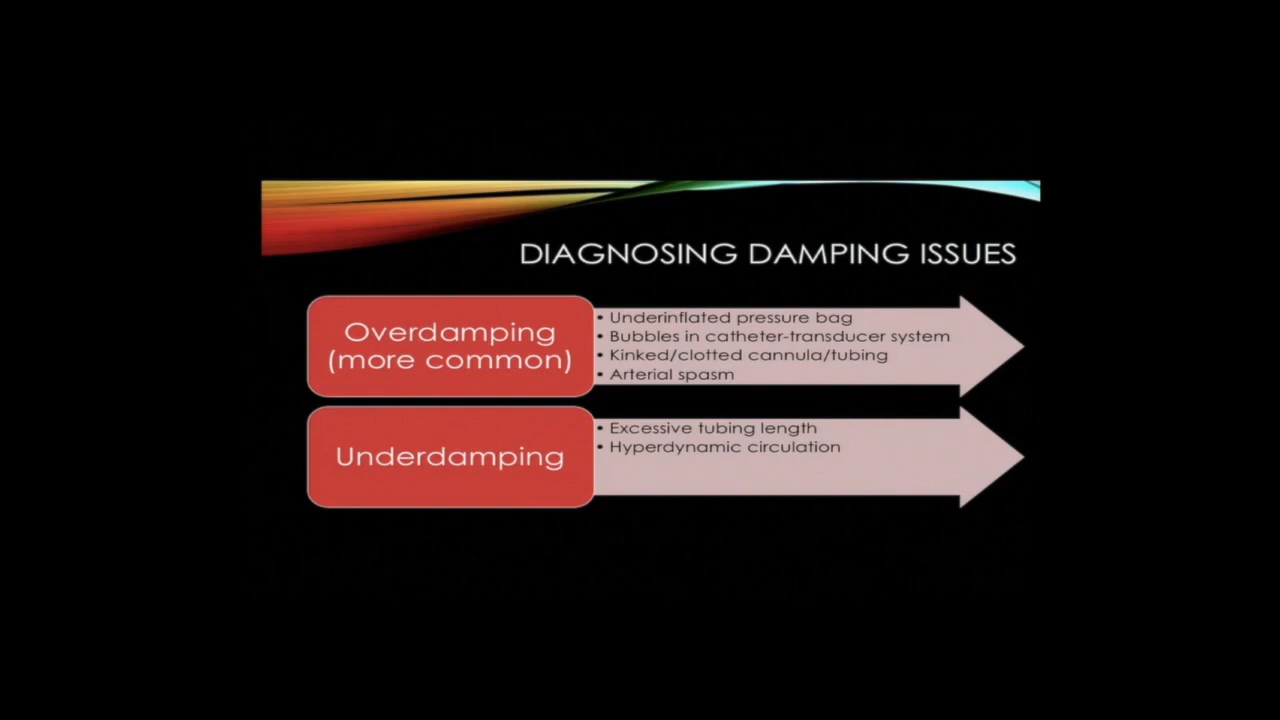 DIAGNOSING DAMPING ISSUES
Overdamping
(more common)
• Underinflated pressure bag
• Bubbles in catheter-transducer system
• Kinked/clotted cannula/tubing
• Arterial spasm
Underdamping
• Excessive tubing length
• Hyperdynamic circulation